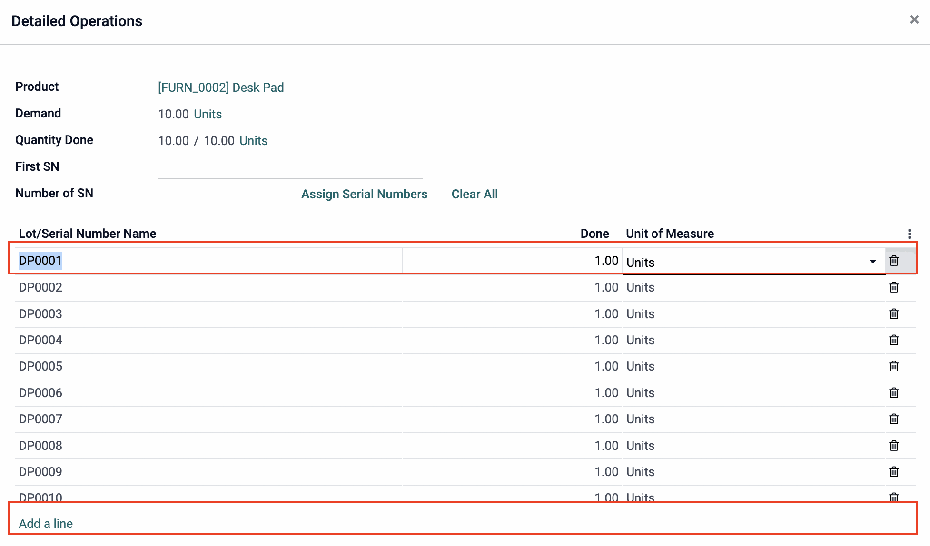 Detailed Operations
Product [FURN_0002] Desk Pad
Demand 10.00 Units
Quantity Done 10.00 / 10.00 Units
First SN
Number of SN Assign Serial Numbers Clear All
Lot/Serial Number Name Done Unit of Measure
DP0001 1.00 Units
DP0002 1.00 Units
DP0003 1.00 Units
DP0004 1.00 Units
DP0005 1.00 Units
DP0006 1.00 Units
DP0007 1.00 Units
DP0008 1.00 Units
DP0009 1.00 Units
DP0010 1.00 Units
Add a line